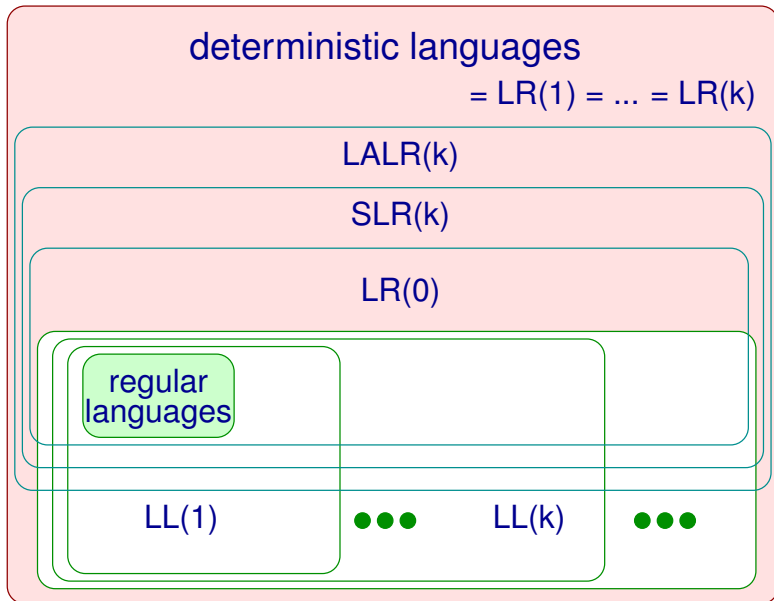 deterministic languages
= LR(1) = ... = LR(k)
LALR(k)
SLR(k)
LR(0)
regular
languages
LL(1)
LL(k)